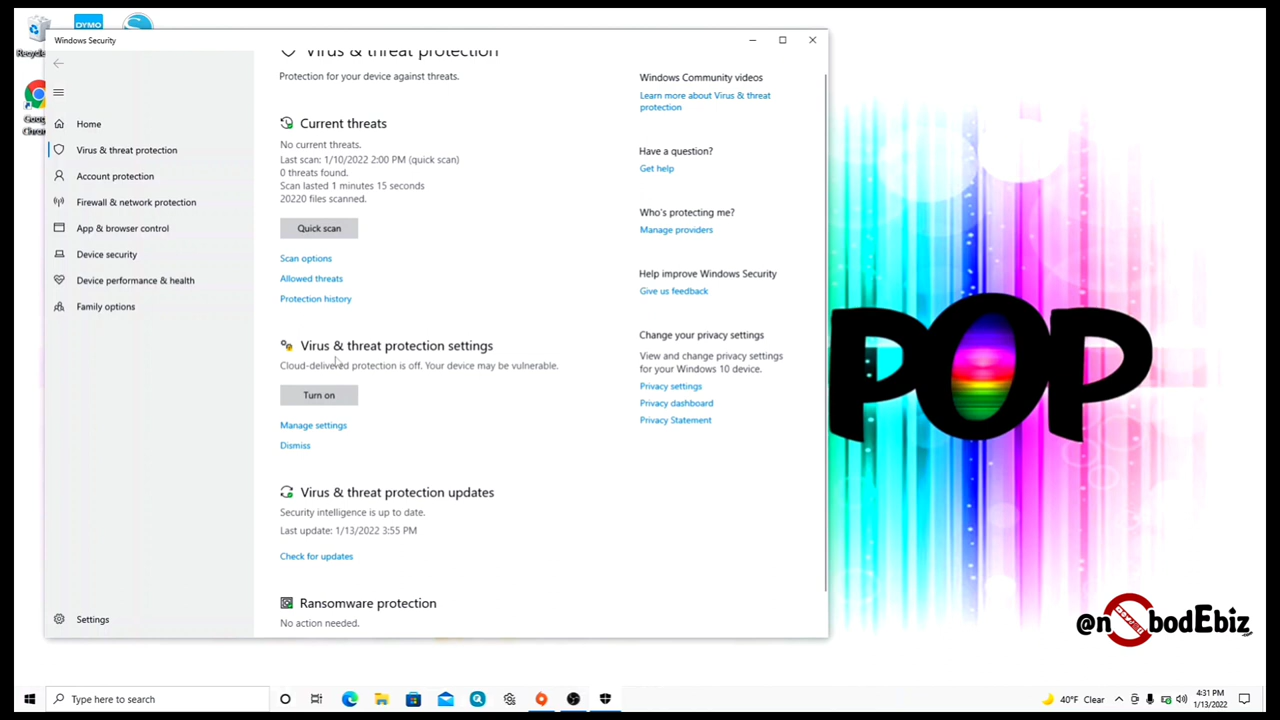 DYMO
Windows Security
Virus & threat protection
Protection for your device against threats.
Home
Virus & threat protection
Account protection
Firewall & network protection
App & browser control
Device security
Device performance & health
Family options
Settings
Current threats
No current threats.
Last scan: 1/10/2022 2:00 PM (quick scan)
0 threats found.
Scan lasted 1 minutes 15 seconds
20220 files scanned.
Quick scan
Scan options
Allowed threats
Protection history
Virus & threat protection settings
Cloud-delivered protection is off. Your device may be vulnerable.
Turn on
Manage settings
Dismiss
Virus & threat protection updates
Security intelligence is up to date.
Last update: 1/13/2022 3:55 PM
Check for updates
Ransomware protection
No action needed.
Windows Community videos
Learn more about Virus & threat
protection
Have a question?
Get help
Who's protecting me?
Manage providers
Help improve Windows Security
Give us feedback
Change your privacy settings
View and change privacy settings
for your Windows 10 device.
Privacy settings
Privacy dashboard
Privacy Statement
POP
@nobodEbiz
Type here to search
40°F Clear
4:31 PM
1/13/2022